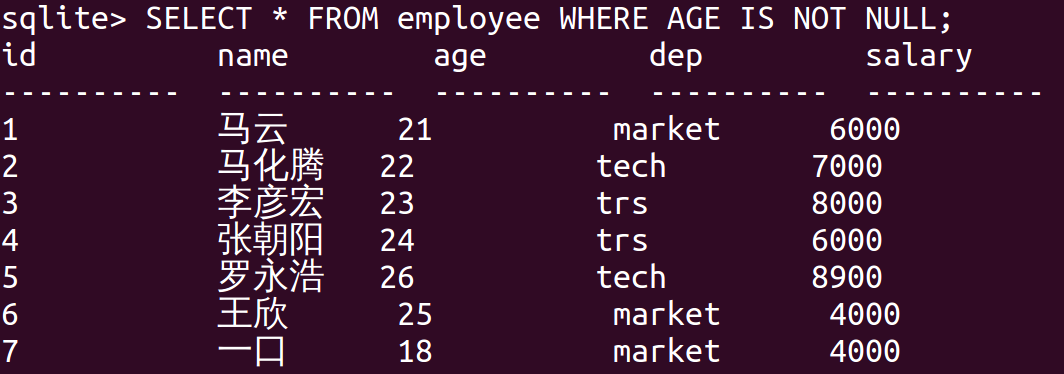 sqlite> SELECT * FROM employee WHERE AGE IS NOT NULL;
id          name        age         dep         salary
----------  ----------  ----------  ----------  ----------
1           马云      21          market      6000
2           马化腾   22          tech        7000
3           李彦宏   23          trs         8000
4           张朝阳   24          trs         6000
5           罗永浩   26          tech        8900
6           王欣      25          market      4000
7           一口      18          market      4000